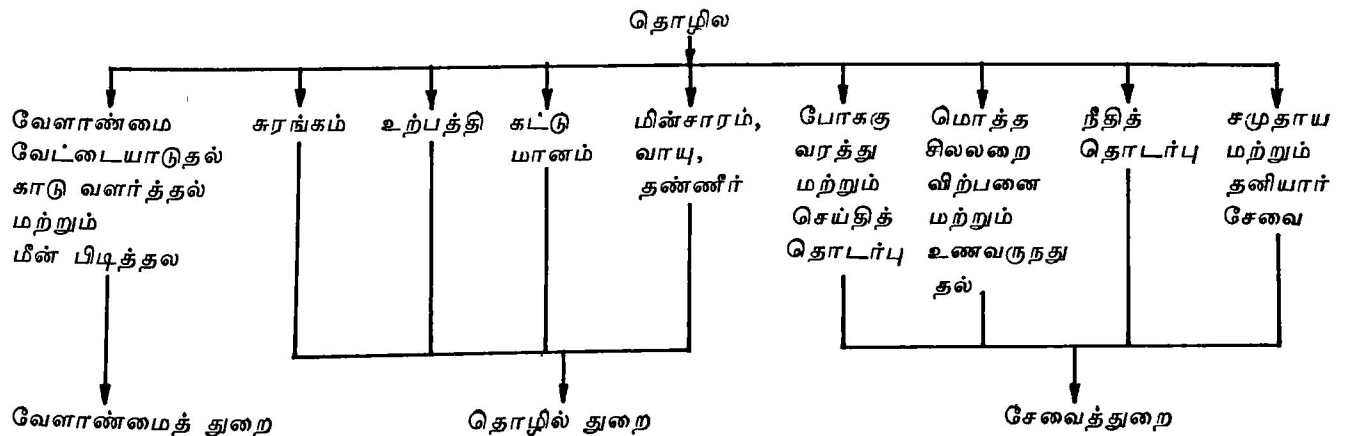 தொழில
வேளாண்மை
வேட்டையாடுதல்
காடு வளர்த்தல்
மற்றும்
மீன் பிடித்தல
சுரங்கம்
உற்பத்தி
கட்டு
மானம்
மின்சாரம்,
வாயு,
தண்ணீர்
போககு
வரத்து
மற்றும்
செய்தித்
தொடர்பு
மொத்த
சிலலறை
விற்பனை
மற்றும்
உணவருநது
தல்
நீதித்
தொடர்பு
சமுதாய
மற்றும்
தனியார்
சேவை
வேளாண்மைத் துறை
தொழில் துறை
சேவைத்துறை